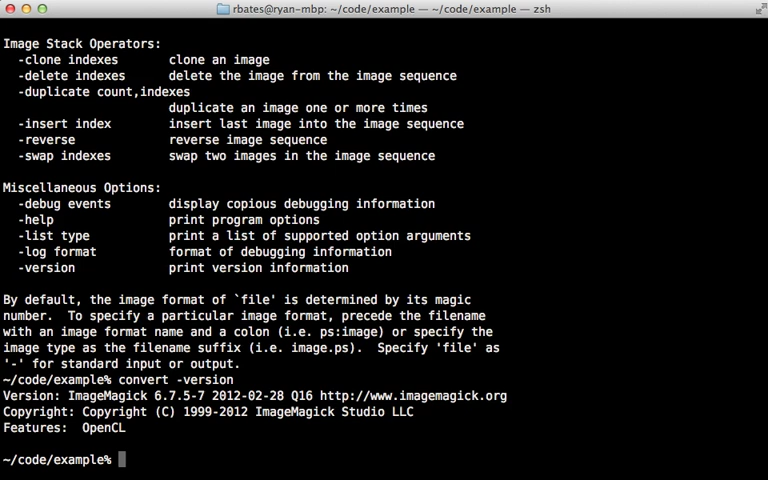 rbates@ryan-mbp: ~/code/example — ~/code/example — zsh
Image Stack Operators:
-clone indexes clone an image
-delete indexes delete the image from the image sequence
-duplicate count,indexes
duplicate an image one or more times
-insert index insert last image into the image sequence
-reverse reverse image sequence
-swap indexes swap two images in the image sequence
Miscellaneous Options:
-debug events display copious debugging information
-help print program options
-list type print a list of supported option arguments
-log format format of debugging information
-version print version information
By default, the image format of `file' is determined by its magic
number. To specify a particular image format, precede the filename
with an image format name and a colon (i.e. ps:image) or specify the
image type as the filename suffix (i.e. image.ps). Specify 'file' as
'-' for standard input or output.
~/code/example% convert -version
Version: ImageMagick 6.7.5-7 2012-02-28 Q16 http://www.imagemagick.org
Copyright: Copyright (C) 1999-2012 ImageMagick Studio LLC
Features: OpenCL
~/code/example%